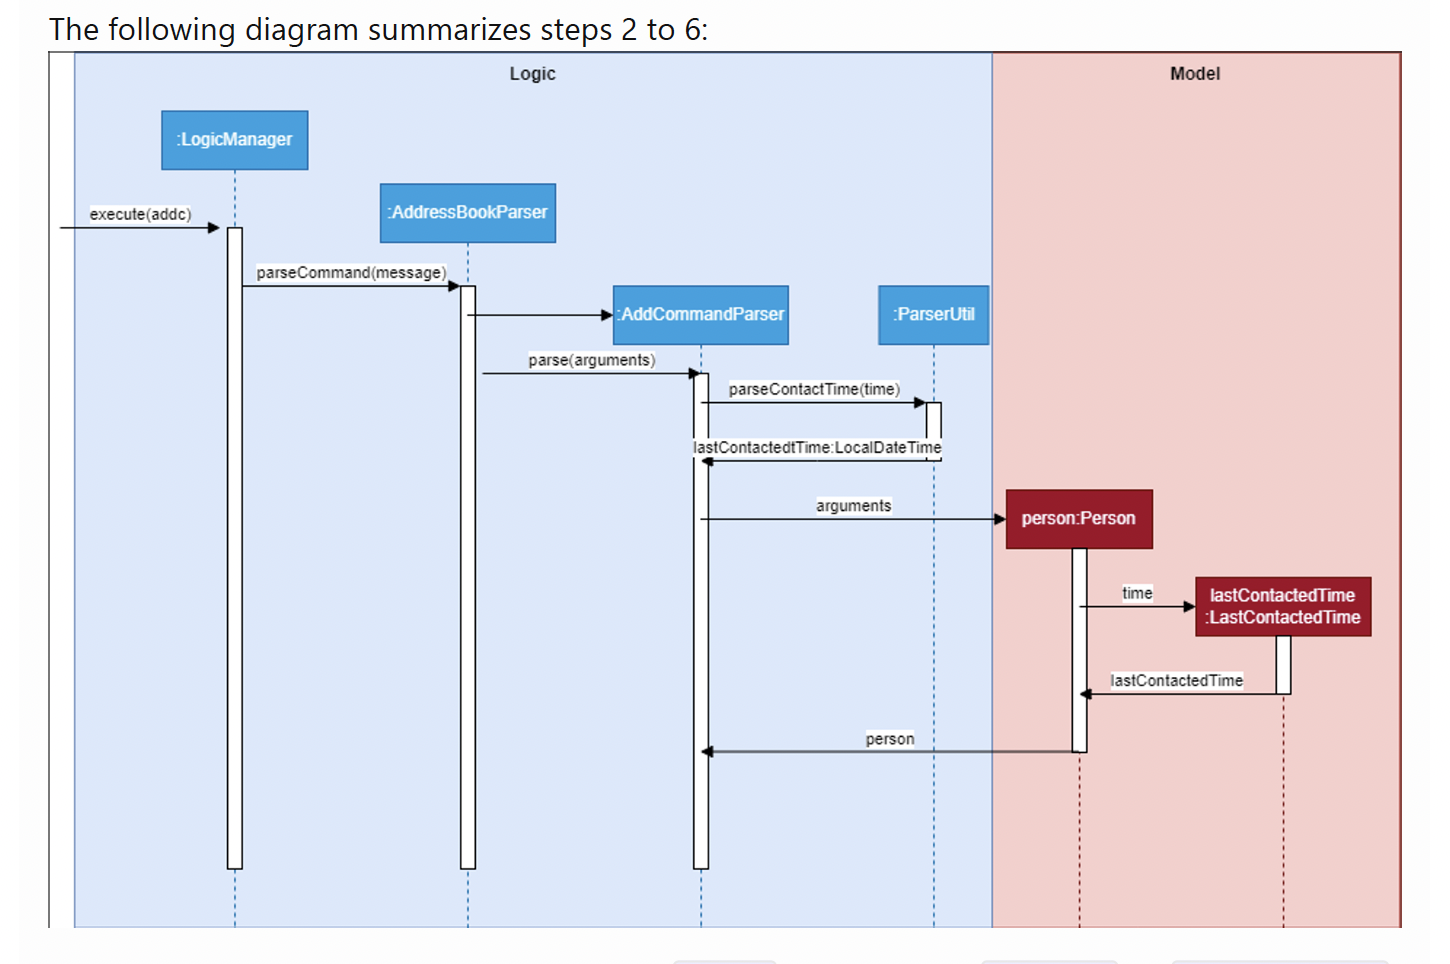 The following diagram summarizes steps 2 to 6:
Logic
Model
:LogicManager
:AddressBookParser
execute(addc)
parseCommand(message)
:AddCommandParser
:ParserUtil
parse(arguments)
parseContactTime(time)
lastContactedtTime:LocalDateTime
arguments
person:Person
time
lastContactedTime
:LastContactedTime
lastContactedTime
person